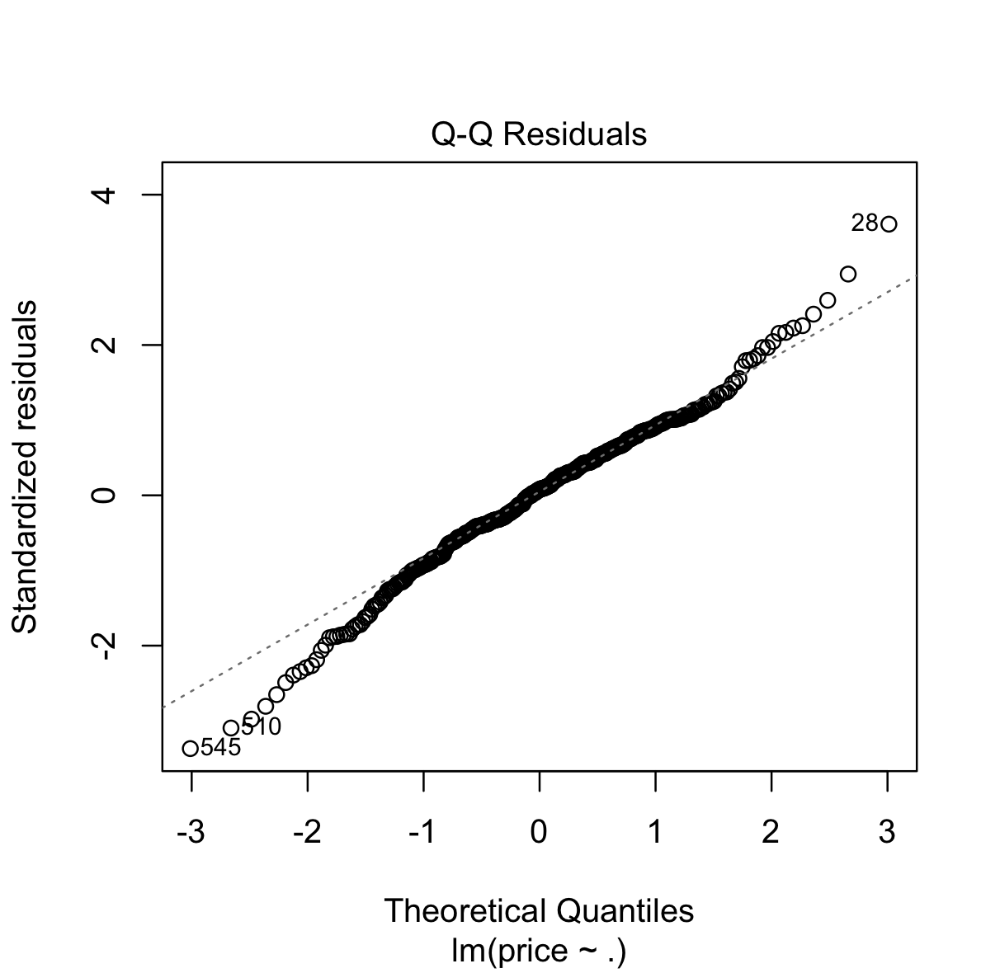 Q-Q Residuals
4
2
0
-2
Standardized residuals
28
510
545
-3 -2 -1 0 1 2 3
Theoretical Quantiles
lm(price ~ .)